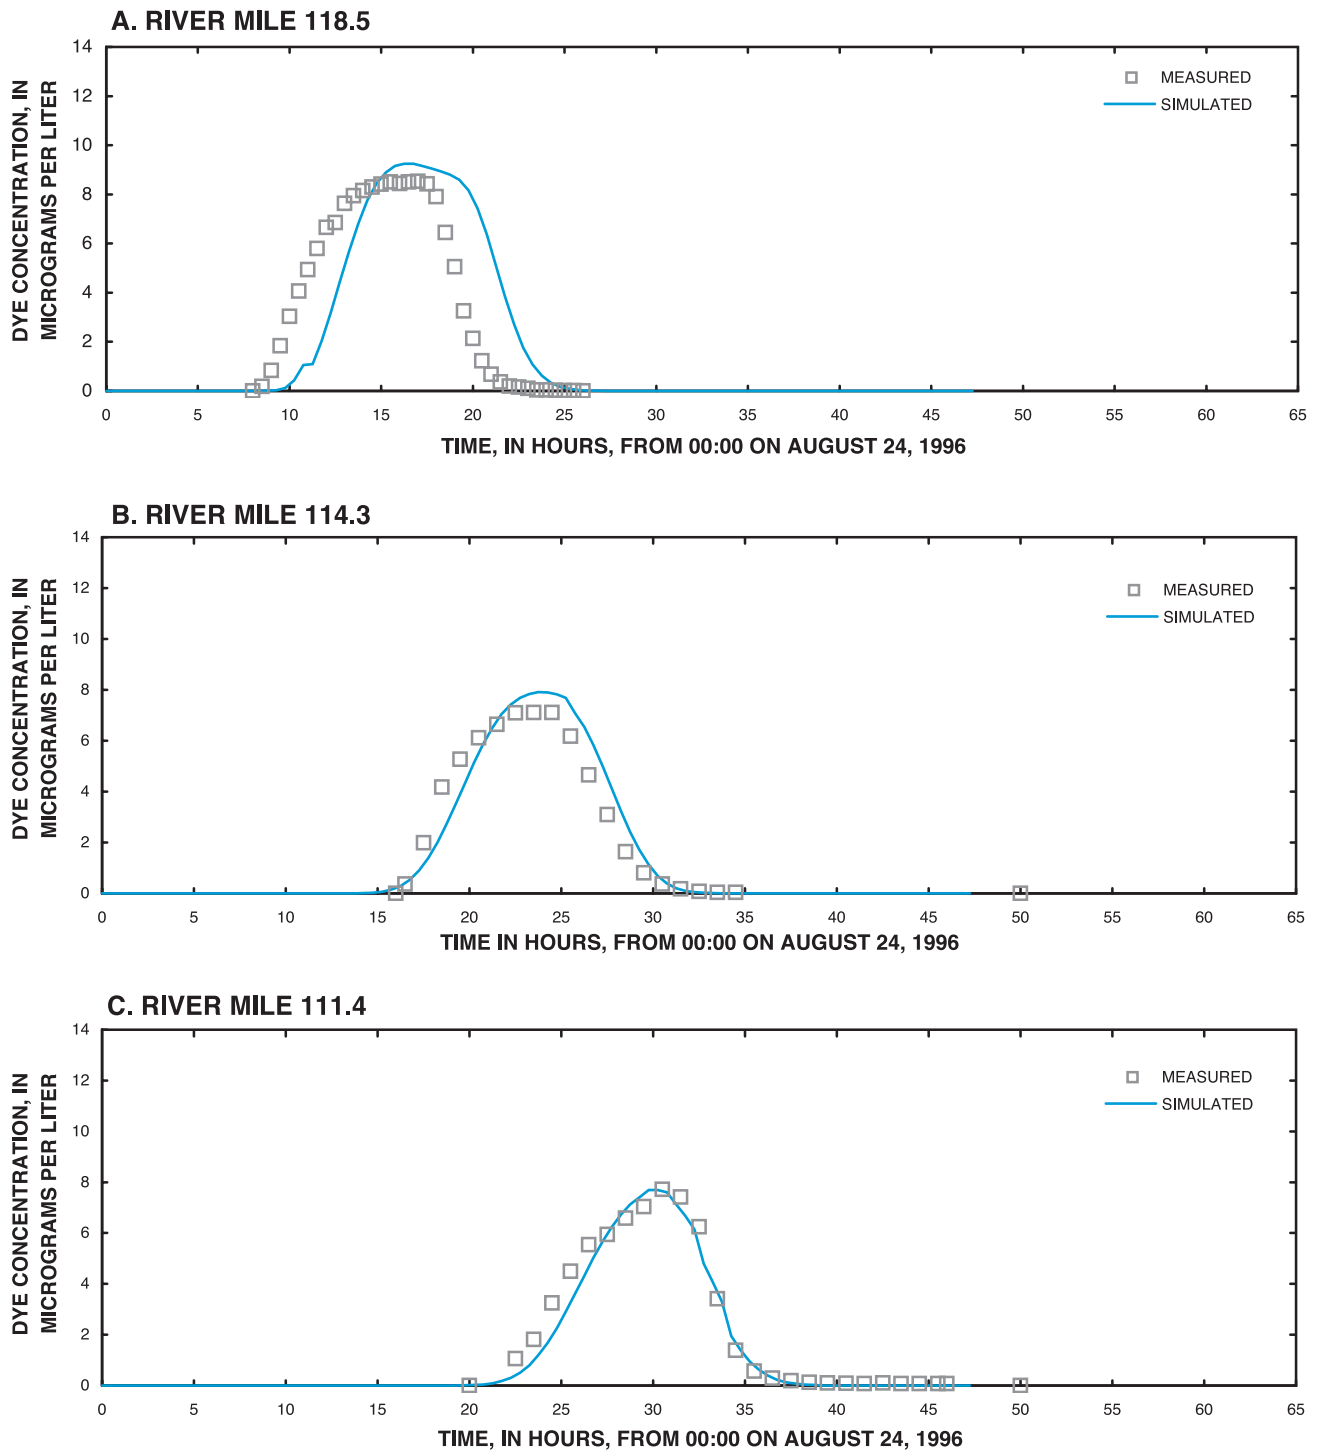 A. RIVER MILE 118.5
DYE CONCENTRATION, IN
MICROGRAMS PER LITER
14
12
10
8
6
4
2
0
MEASURED
SIMULATED
0 5 10 15 20 25 30 35 40 45 50 55 60 65
TIME, IN HOURS, FROM 00:00 ON AUGUST 24, 1996
B. RIVER MILE 114.3
DYE CONCENTRATION, IN
MICROGRAMS PER LITER
14
12
10
8
6
4
2
0
MEASURED
SIMULATED
0 5 10 15 20 25 30 35 40 45 50 55 60 65
TIME IN HOURS, FROM 00:00 ON AUGUST 24, 1996
C. RIVER MILE 111.4
DYE CONCENTRATION, IN
MICROGRAMS PER LITER
14
12
10
8
6
4
2
0
MEASURED
SIMULATED
0 5 10 15 20 25 30 35 40 45 50 55 60 65
TIME, IN HOURS, FROM 00:00 ON AUGUST 24, 1996